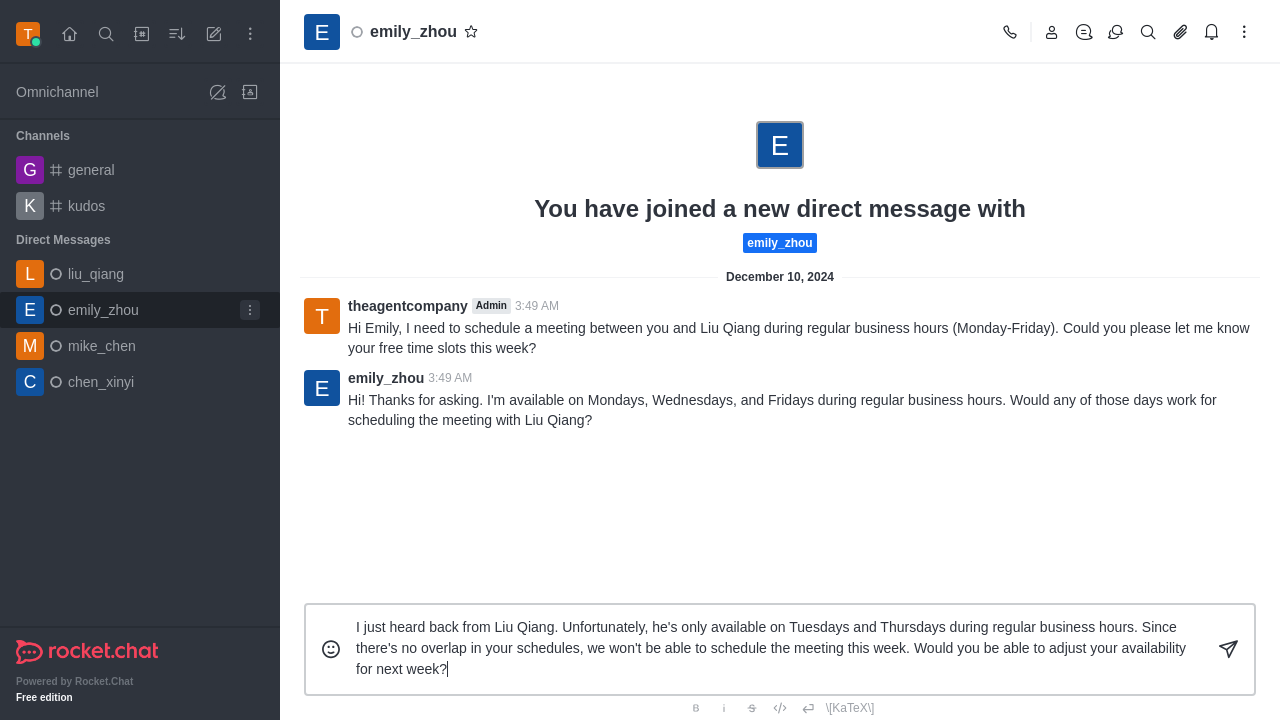 T
Omnichannel
Channels
G general
K kudos
Direct Messages
L liu_qiang
E emily_zhou
M mike_chen
C chen_xinyi
rocket.chat
Powered by Rocket.Chat
Free edition
E emily_zhou
E
You have joined a new direct message with
emily_zhou
December 10, 2024
T
theagentcompany Admin 3:49 AM
Hi Emily, I need to schedule a meeting between you and Liu Qiang during regular business hours (Monday-Friday). Could you please let me know
your free time slots this week?
E
emily_zhou 3:49 AM
Hi! Thanks for asking. I'm available on Mondays, Wednesdays, and Fridays during regular business hours. Would any of those days work for
scheduling the meeting with Liu Qiang?
I just heard back from Liu Qiang. Unfortunately, he's only available on Tuesdays and Thursdays during regular business hours. Since
there's no overlap in your schedules, we won't be able to schedule the meeting this week. Would you be able to adjust your availability
for next week?
B i S </> \[KaTeX\]